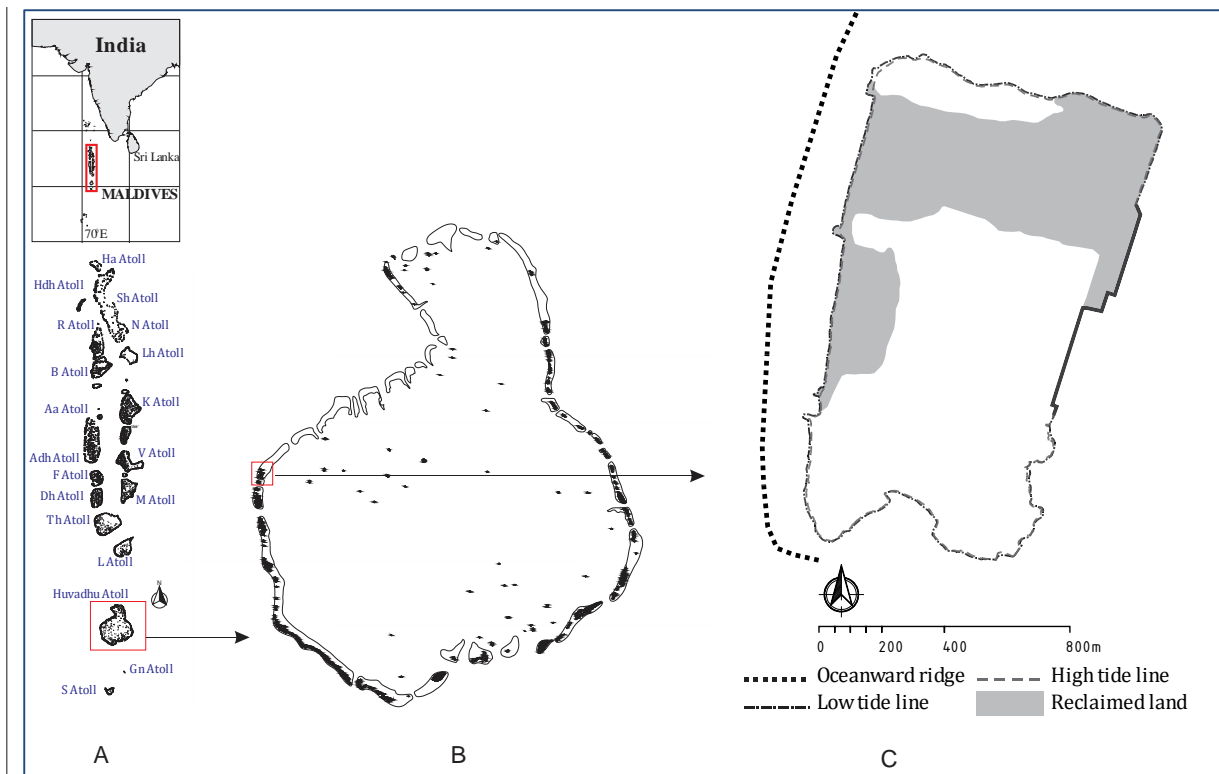 India
Sri Lanka
MALDIVES
70°E
Ha Atoll
Hdh Atoll
Sh Atoll
R Atoll
N Atoll
Lh Atoll
B Atoll
K Atoll
Aa Atoll
V Atoll
Adh Atoll
F Atoll
Dh Atoll
M Atoll
Th Atoll
L Atoll
Huvadhu Atoll
N
Gn Atoll
S Atoll
0 200 400 800m
Oceanward ridge
High tide line
Low tide line
Reclaimed land
A
B
C